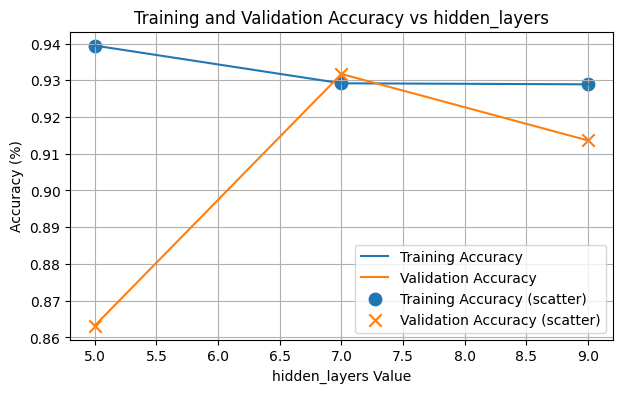 Training and Validation Accuracy vs hidden_layers
0.94
0.93
0.92
0.91
0.90
0.89
0.88
0.87
0.86
Accuracy (%)
Training Accuracy
Validation Accuracy
Training Accuracy (scatter)
Validation Accuracy (scatter)
5.0 5.5 6.0 6.5 7.0 7.5 8.0 8.5 9.0
hidden_layers Value